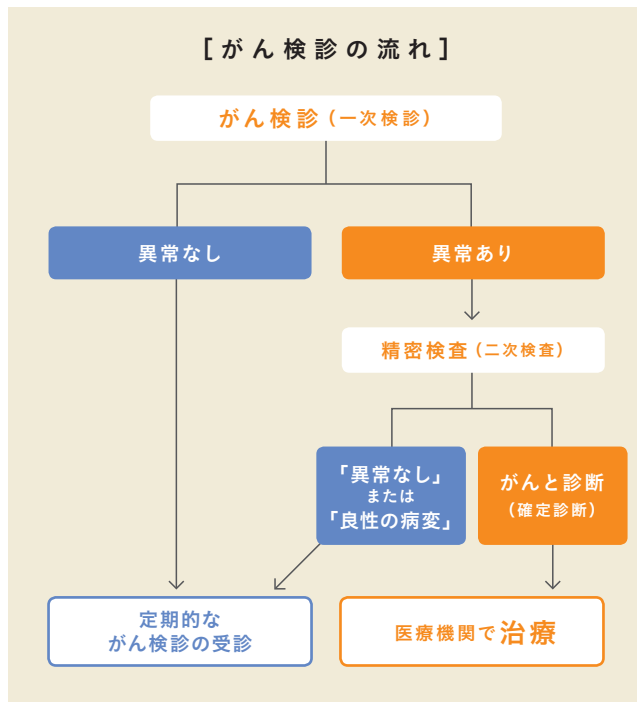 [がん検診の流れ]
がん検診(一次検診)
異常なし
異常あり
精密検査(二次検査)
「異常なし」
または
「良性の病変」
がんと診断
(確定診断)
定期的な
がん検診の受診
医療機関で治療